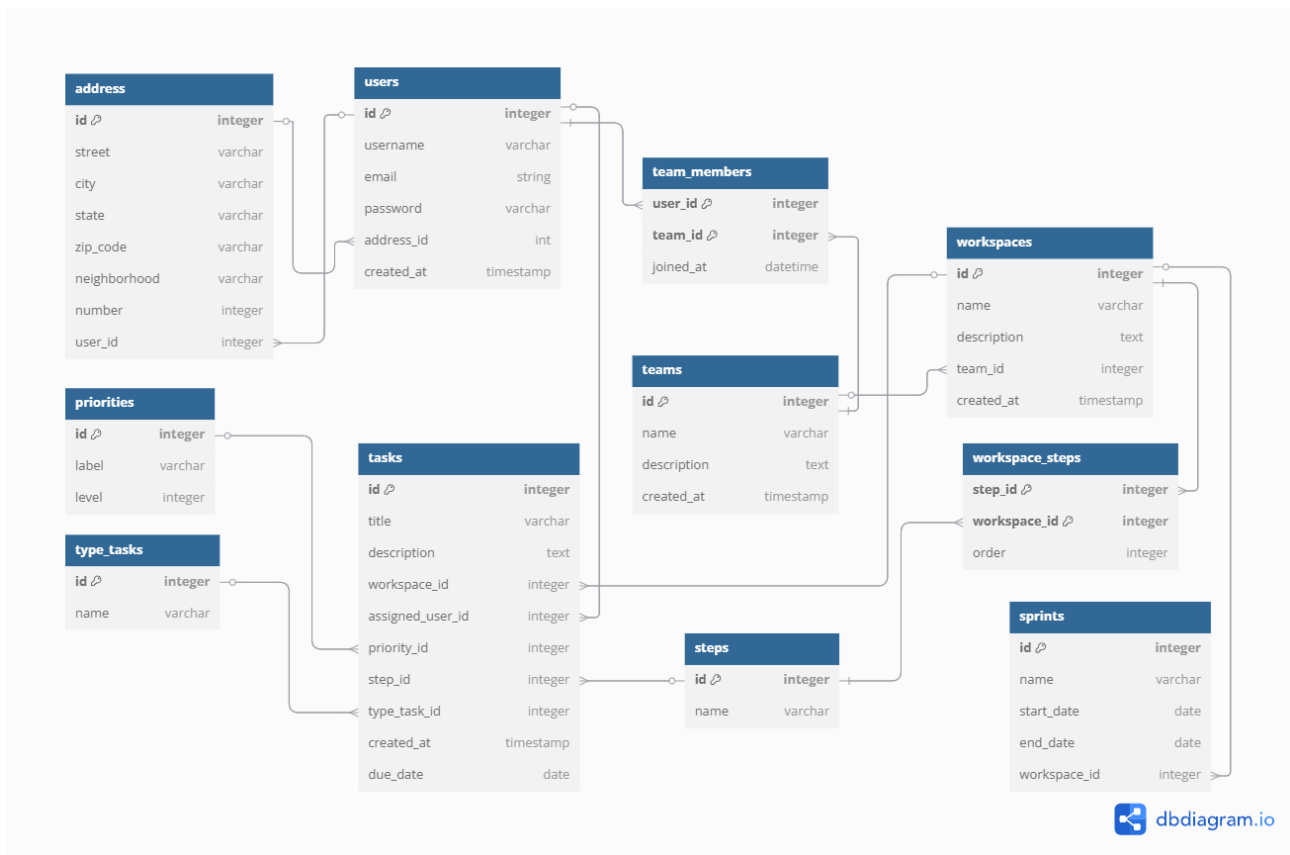 address
id integer
street varchar
city varchar
state varchar
zip_code varchar
neighborhood varchar
number integer
user_id integer
users
id integer
username varchar
email string
password varchar
address_id int
created_at timestamp
team_members
user_id integer
team_id integer
joined_at datetime
workspaces
id integer
name varchar
description text
team_id integer
created_at timestamp
teams
id integer
name varchar
description text
created_at timestamp
priorities
id integer
label varchar
level integer
type_tasks
id integer
name varchar
tasks
id integer
title varchar
description text
workspace_id integer
assigned_user_id integer
priority_id integer
step_id integer
type_task_id integer
created_at timestamp
due_date date
workspace_steps
step_id integer
workspace_id integer
order integer
steps
id integer
name varchar
sprints
id integer
name varchar
start_date date
end_date date
workspace_id integer
dbdiagram.io